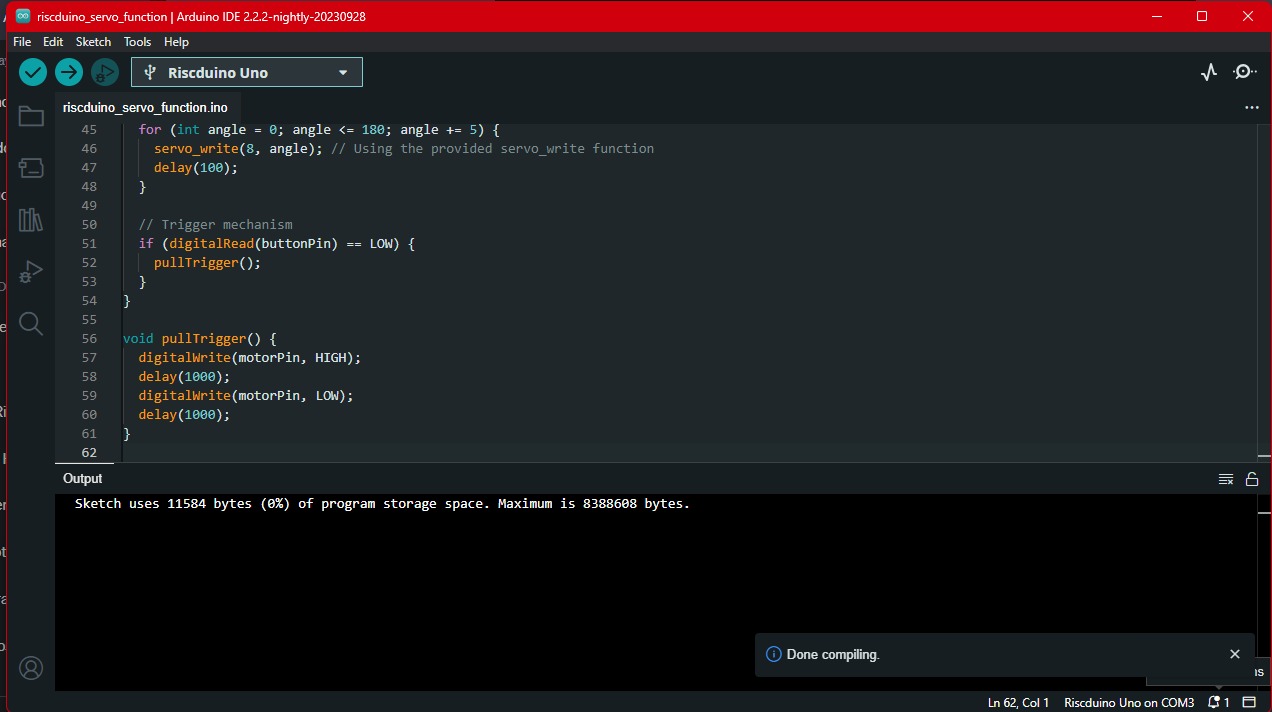 riscduino_servo_function | Arduino IDE 2.2.2-nightly-20230928
File Edit Sketch Tools Help
Riscduino Uno
riscduino_servo_function.ino
45 for (int angle = 0; angle <= 180; angle += 5) {
46 servo_write(8, angle); // Using the provided servo_write function
47 delay(100);
48 }
49
50 // Trigger mechanism
51 if (digitalRead(buttonPin) == LOW) {
52 pullTrigger();
53 }
54 }
55
56 void pullTrigger() {
57 digitalWrite(motorPin, HIGH);
58 delay(1000);
59 digitalWrite(motorPin, LOW);
60 delay(1000);
61 }
62
Output
Sketch uses 11584 bytes (0%) of program storage space. Maximum is 8388608 bytes.
Done compiling.
Ln 62, Col 1 Riscduino Uno on COM3 1